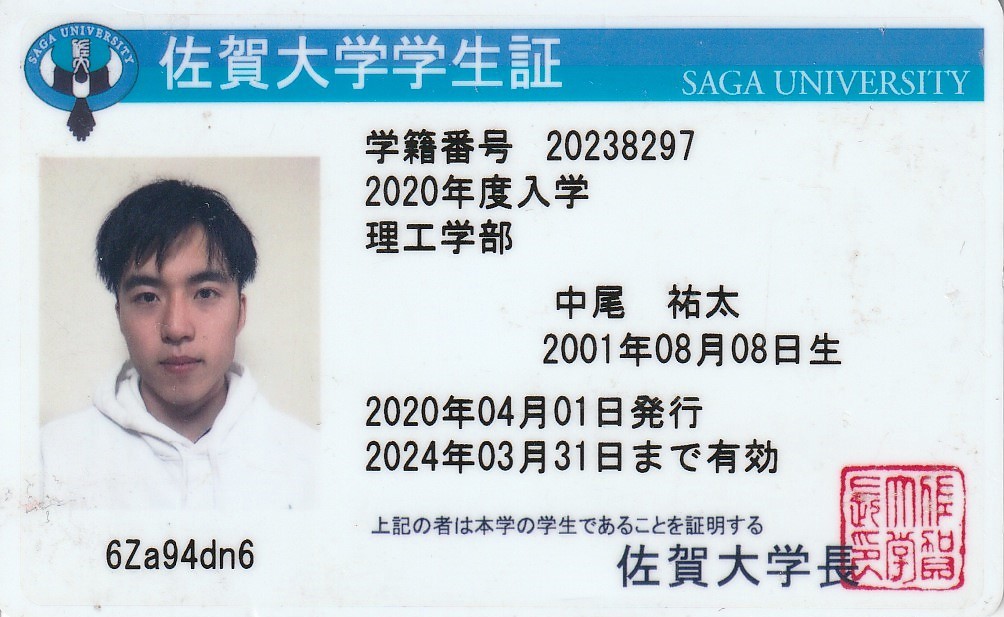 SAGA UNIVERSITY
佐賀大学学生証
SAGA UNIVERSITY
学籍番号 20238297
2020年度入学
理工学部
中尾 祐太
2001年08月08日生
2020年04月01日発行
2024年03月31日まで有効
上記の者は本学の学生であることを証明する
佐賀大学長
佐賀大学長印
6Za94dn6